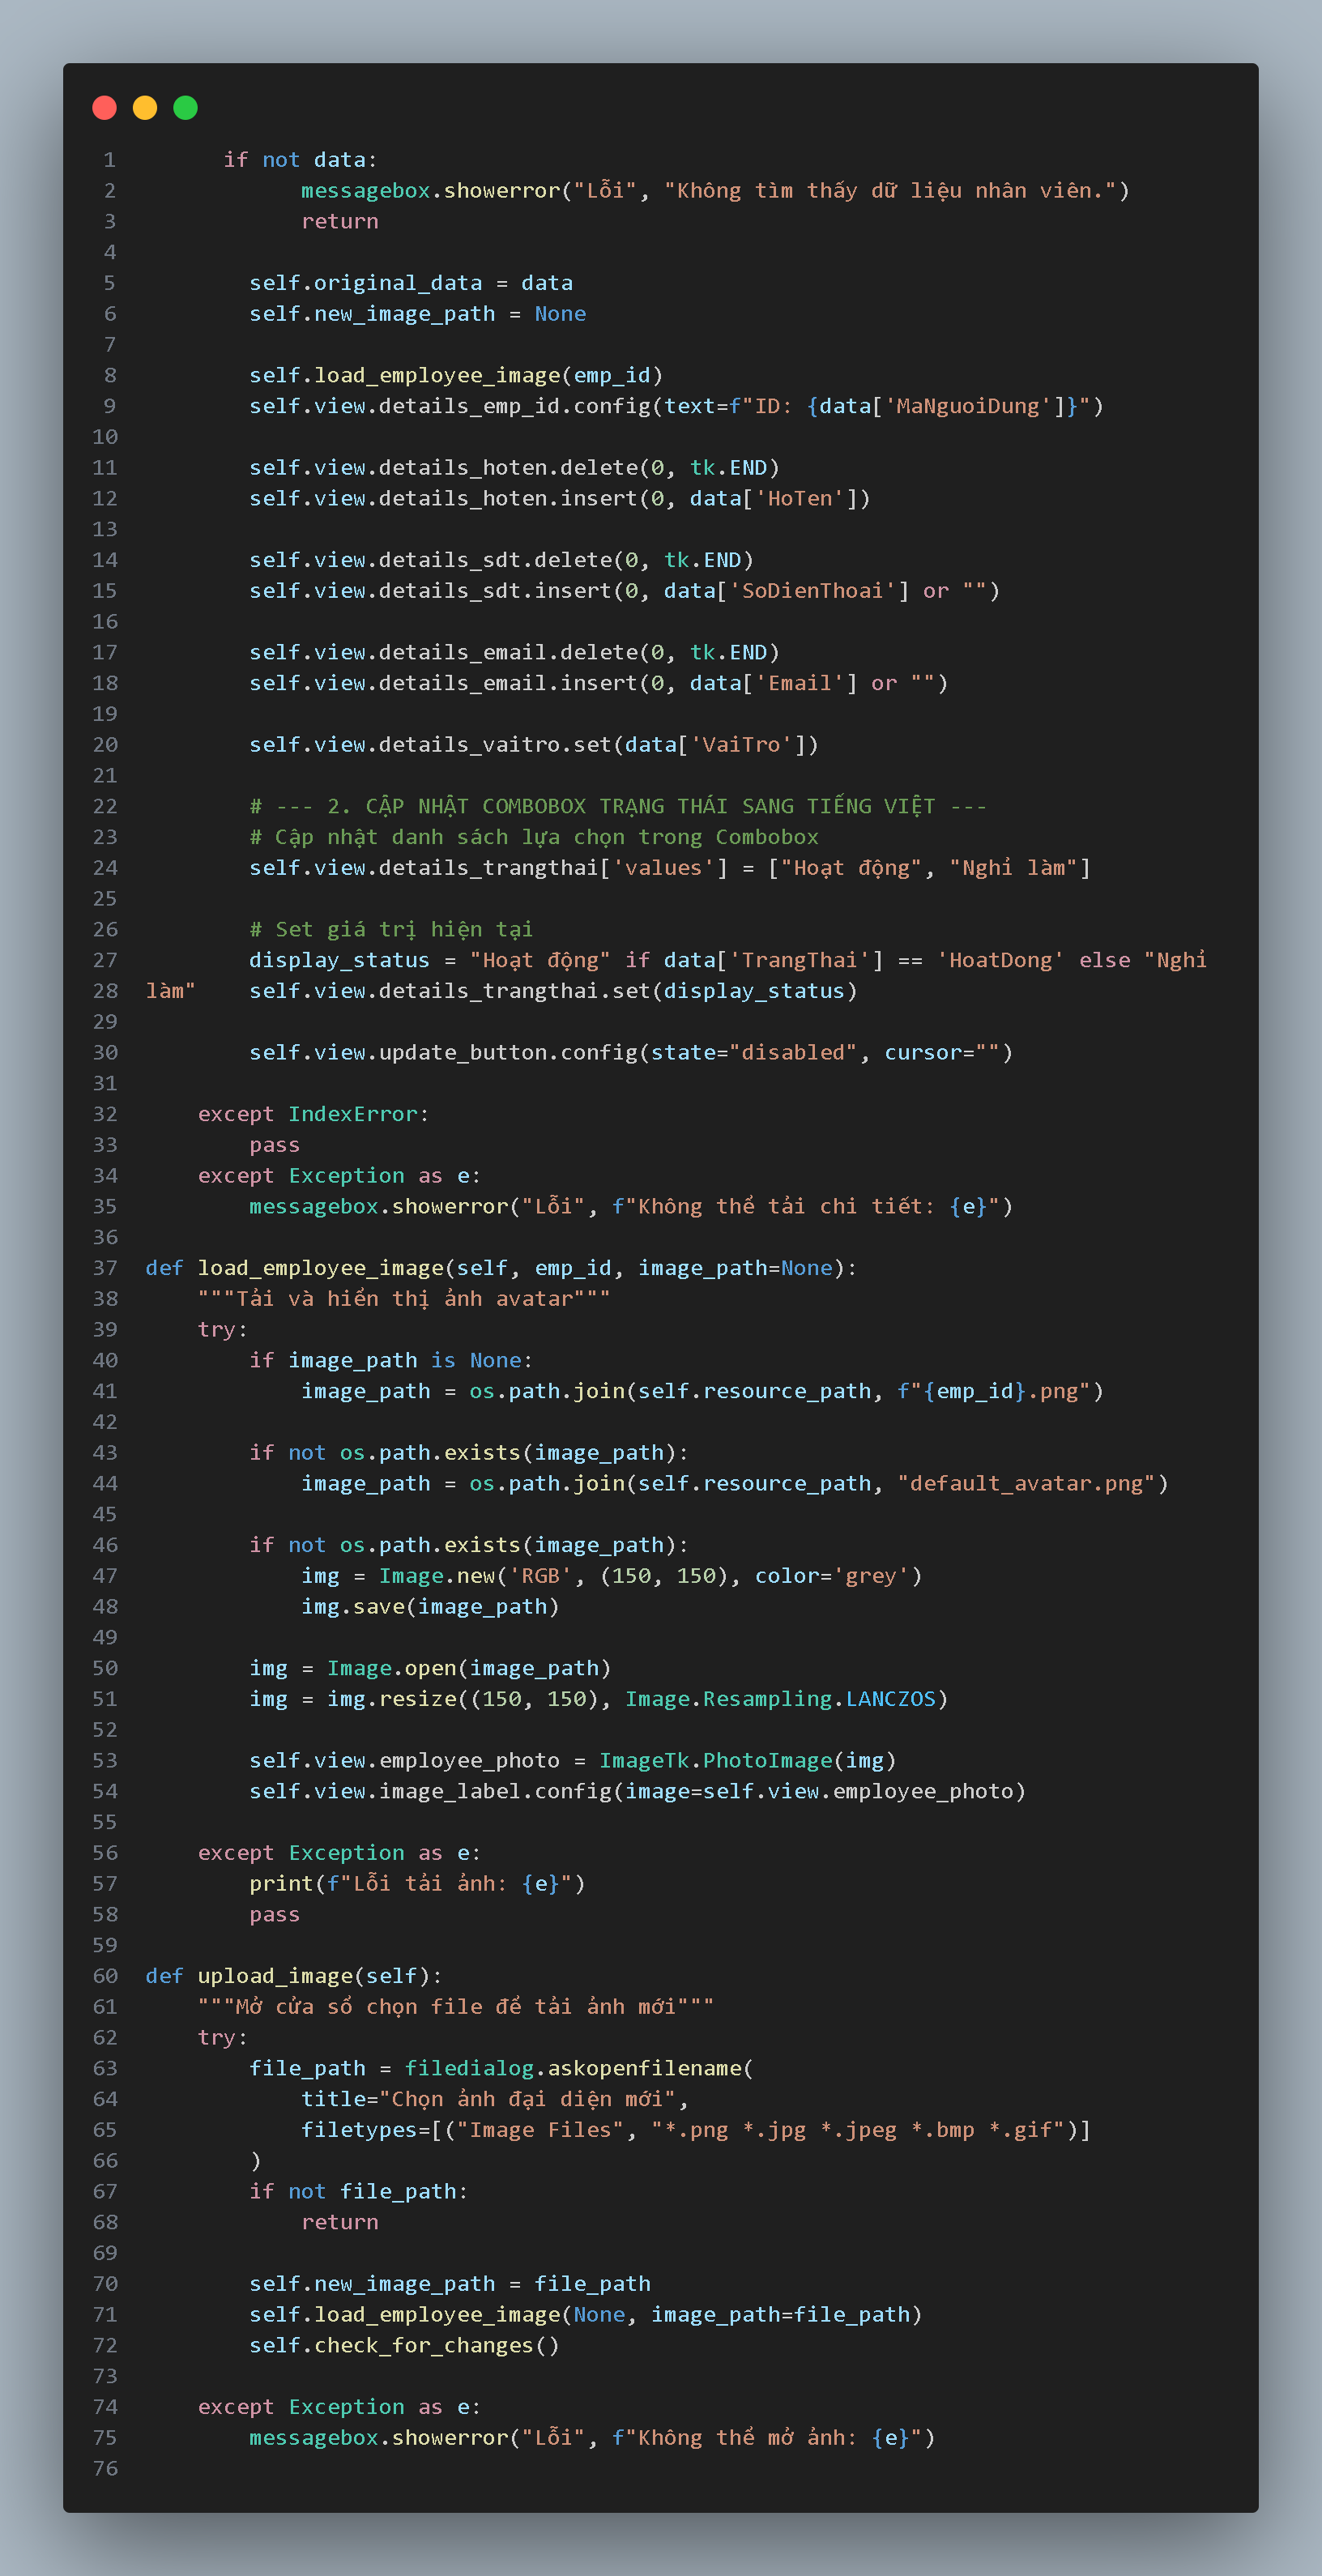 1 if not data:
2 messagebox.showerror("Lỗi", "Không tìm thấy dữ liệu nhân viên.")
3 return
4
5 self.original_data = data
6 self.new_image_path = None
7
8 self.load_employee_image(emp_id)
9 self.view.details_emp_id.config(text=f"ID: {data['MaNguoiDung']}")
10
11 self.view.details_hoten.delete(0, tk.END)
12 self.view.details_hoten.insert(0, data['HoTen'])
13
14 self.view.details_sdt.delete(0, tk.END)
15 self.view.details_sdt.insert(0, data['SoDienThoai'] or "")
16
17 self.view.details_email.delete(0, tk.END)
18 self.view.details_email.insert(0, data['Email'] or "")
19
20 self.view.details_vaitro.set(data['VaiTro'])
21
22 # --- 2. CẬP NHẬT COMBOBOX TRẠNG THÁI SANG TIẾNG VIỆT ---
23 # Cập nhật danh sách lựa chọn trong Combobox
24 self.view.details_trangthai['values'] = ["Hoạt động", "Nghỉ làm"]
25
26 # Set giá trị hiện tại
27 display_status = "Hoạt động" if data['TrangThai'] == 'HoatDong' else "Nghỉ
28 làm" self.view.details_trangthai.set(display_status)
29
30 self.view.update_button.config(state="disabled", cursor="")
31
32 except IndexError:
33 pass
34 except Exception as e:
35 messagebox.showerror("Lỗi", f"Không thể tải chi tiết: {e}")
36
37 def load_employee_image(self, emp_id, image_path=None):
38 """Tải và hiển thị ảnh avatar"""
39 try:
40 if image_path is None:
41 image_path = os.path.join(self.resource_path, f"{emp_id}.png")
42
43 if not os.path.exists(image_path):
44 image_path = os.path.join(self.resource_path, "default_avatar.png")
45
46 if not os.path.exists(image_path):
47 img = Image.new('RGB', (150, 150), color='grey')
48 img.save(image_path)
49
50 img = Image.open(image_path)
51 img = img.resize((150, 150), Image.Resampling.LANCZOS)
52
53 self.view.employee_photo = ImageTk.PhotoImage(img)
54 self.view.image_label.config(image=self.view.employee_photo)
55
56 except Exception as e:
57 print(f"Lỗi tải ảnh: {e}")
58 pass
59
60 def upload_image(self):
61 """Mở cửa sổ chọn file để tải ảnh mới"""
62 try:
63 file_path = filedialog.askopenfilename(
64 title="Chọn ảnh đại diện mới",
65 filetypes=[("Image Files", "*.png *.jpg *.jpeg *.bmp *.gif")]
66 )
67 if not file_path:
68 return
69
70 self.new_image_path = file_path
71 self.load_employee_image(None, image_path=file_path)
72 self.check_for_changes()
73
74 except Exception as e:
75 messagebox.showerror("Lỗi", f"Không thể mở ảnh: {e}")
76